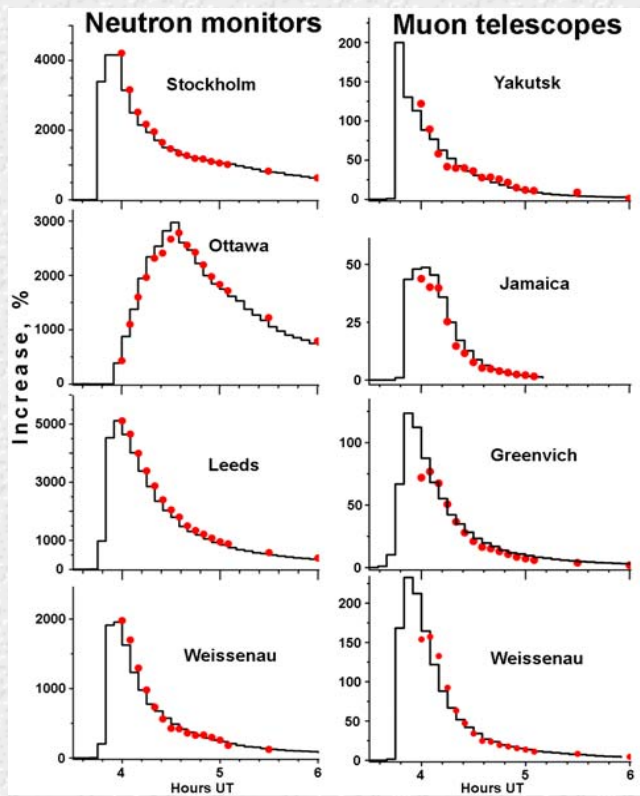 Neutron monitors
Muon telescopes
Increase, %
Stockholm
4000
2000
0
Ottawa
3000
2000
1000
0
Leeds
5000
3000
1000
0
Weissenau
2000
1000
0
4
5
6
Hours UT
Yakutsk
200
150
100
50
0
Jamaica
50
25
0
Greenvich
100
50
0
Weissenau
200
150
100
50
0
4
5
6
Hours UT